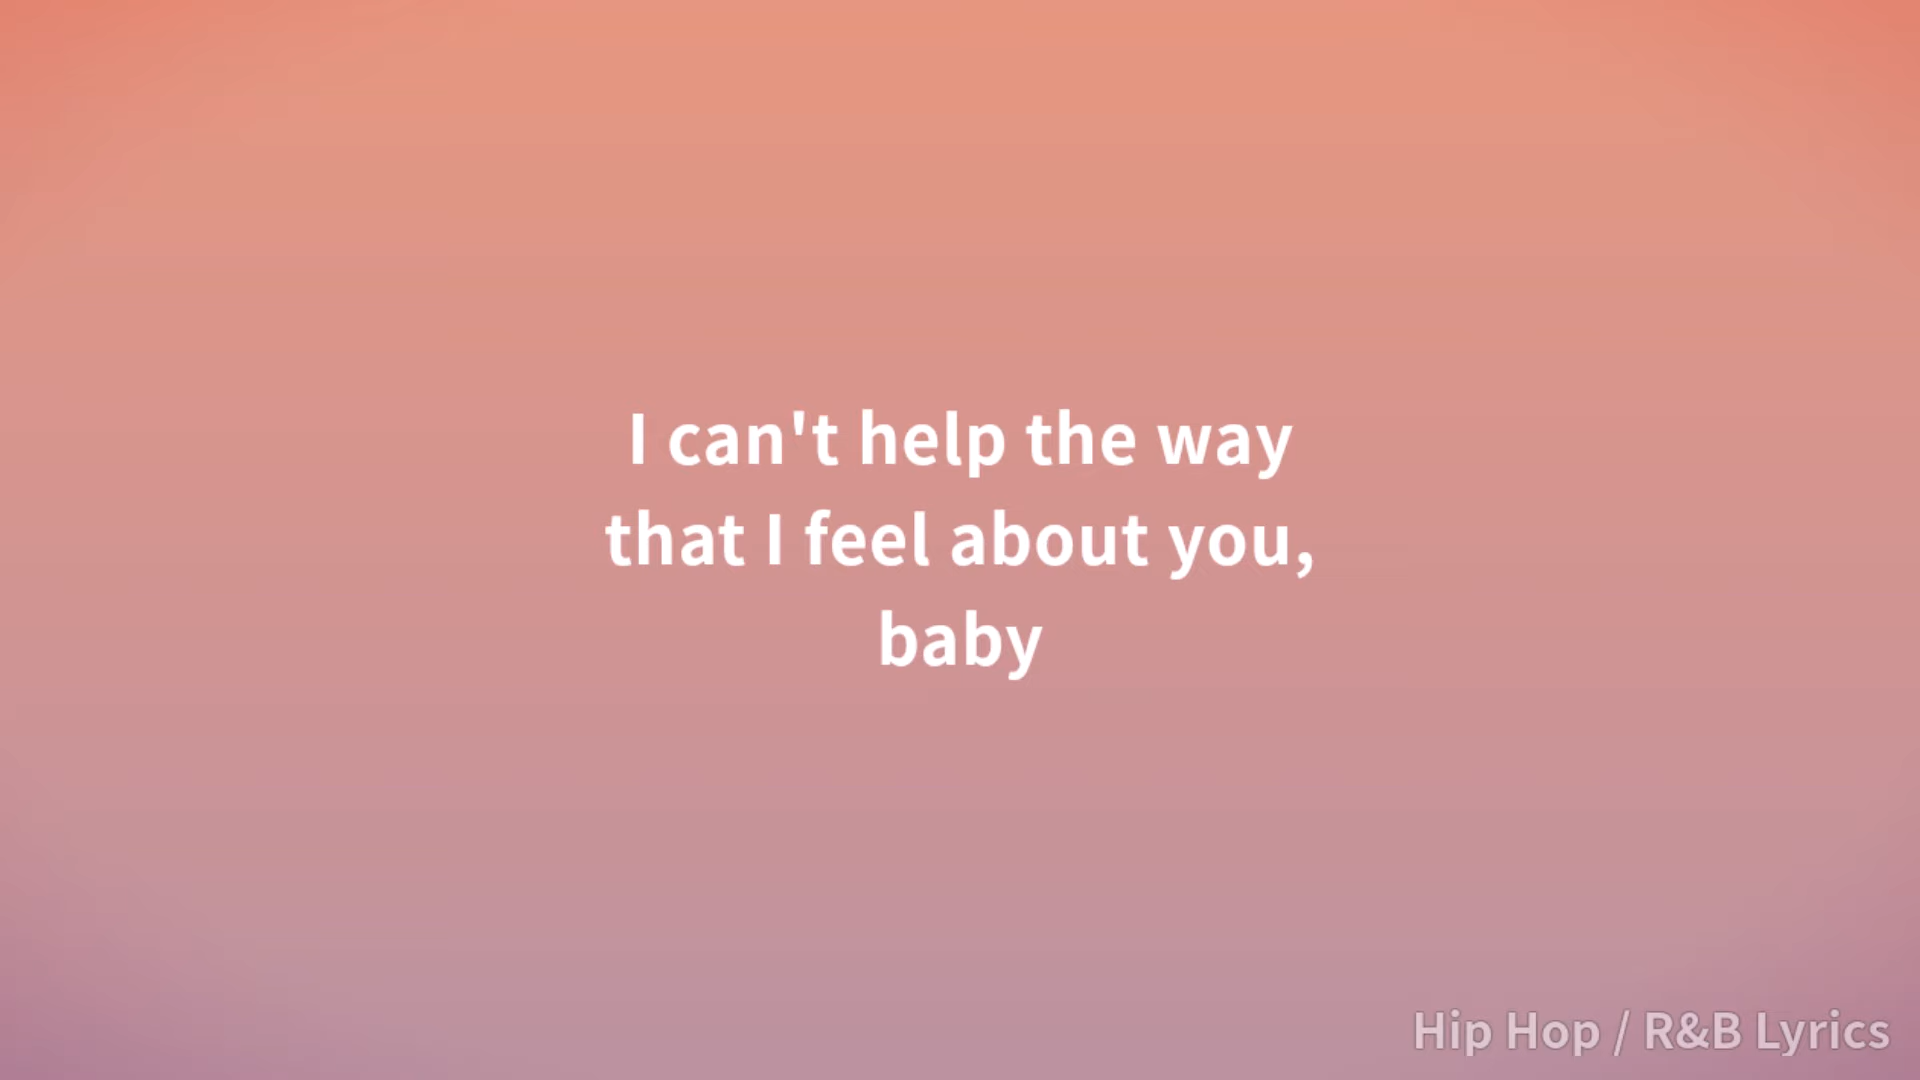 I can't help the way
that I feel about you,
baby
Hip Hop / R&B Lyrics